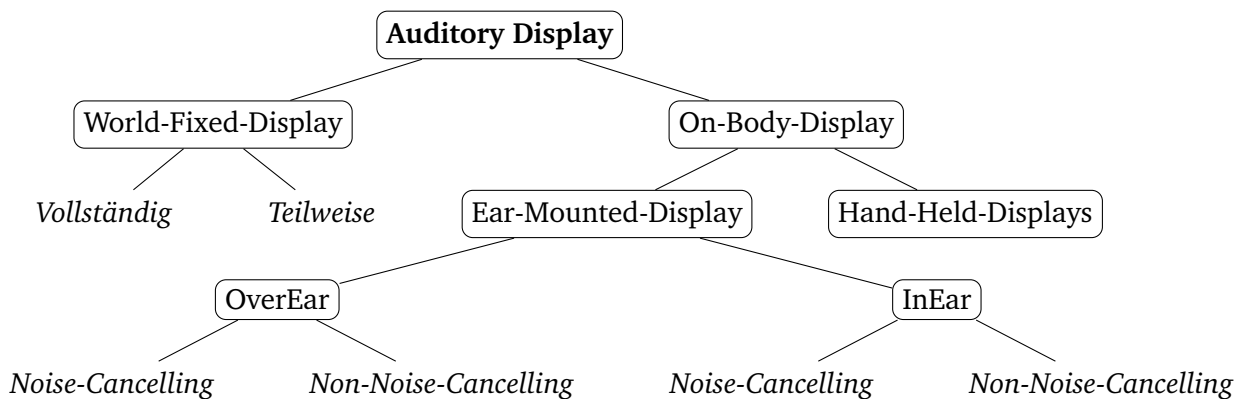 Auditory Display
World-Fixed-Display On-Body-Display
Vollständig Teilweise Ear-Mounted-Display Hand-Held-Displays
OverEar InEar
Noise-Cancelling Non-Noise-Cancelling Noise-Cancelling Non-Noise-Cancelling